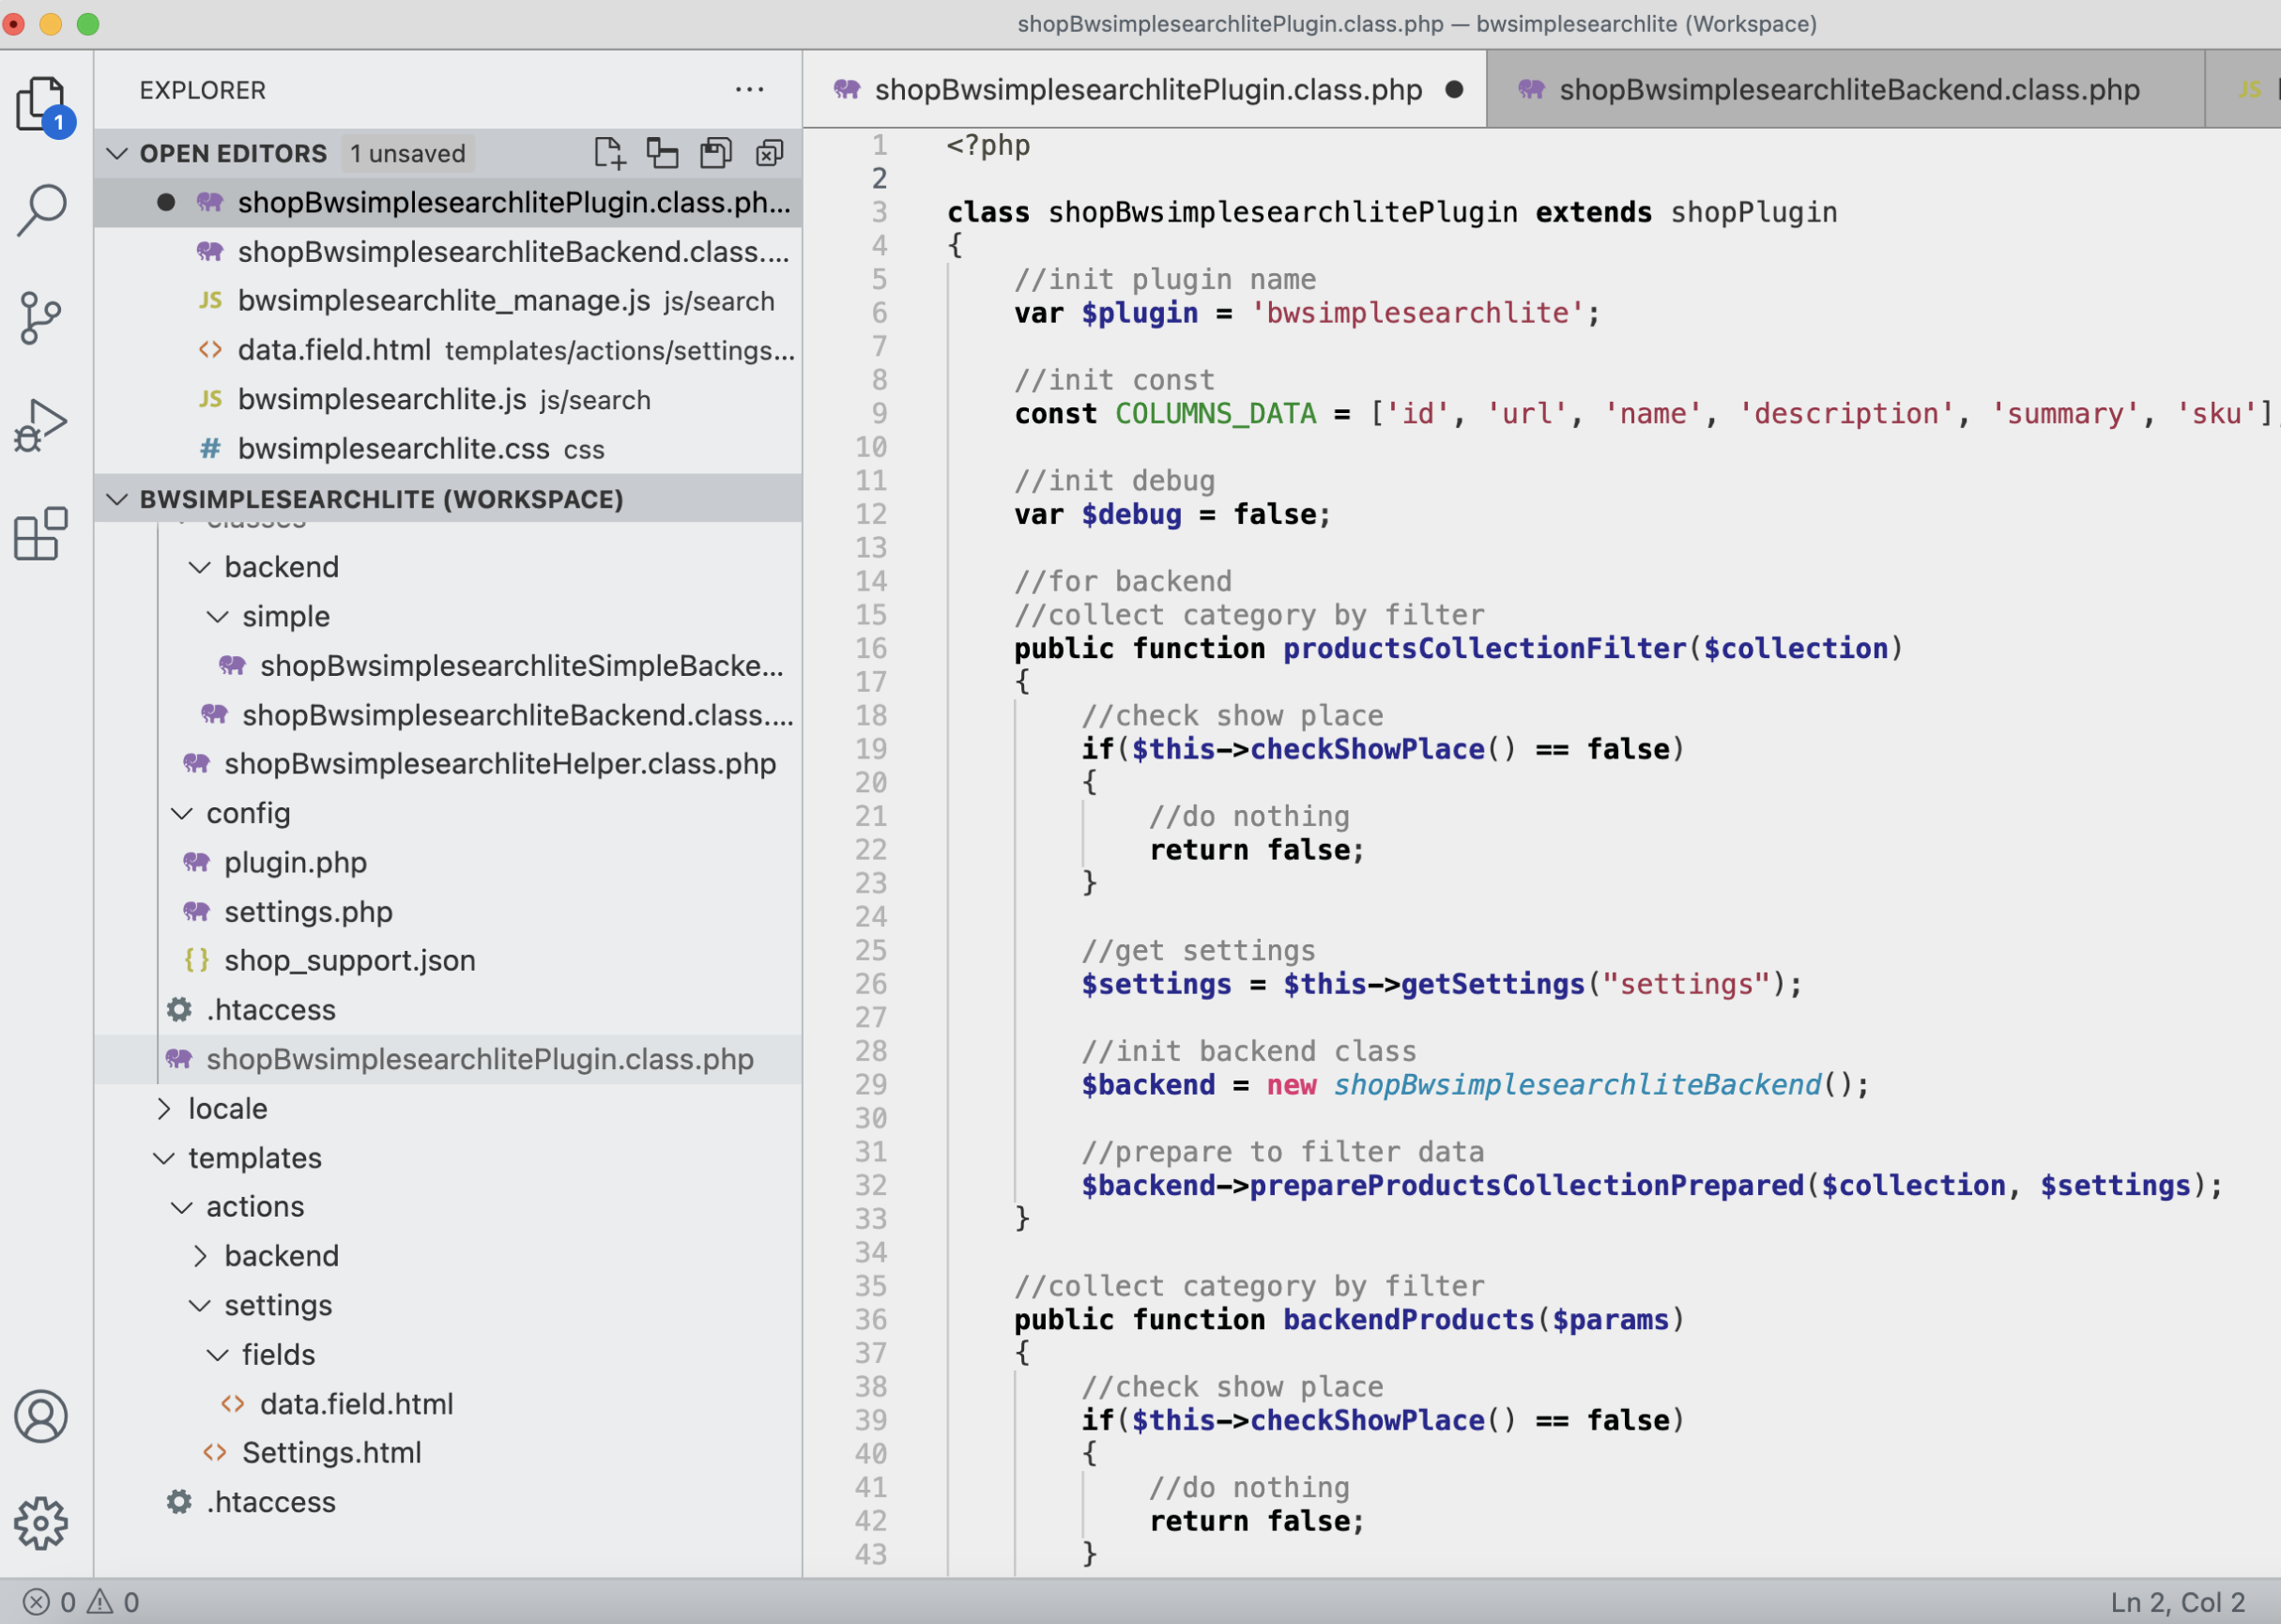 shopBwsimplesearchlitePlugin.class.php — bwsimplesearchlite (Workspace)
EXPLORER
1
OPEN EDITORS 1 unsaved
shopBwsimplesearchlitePlugin.class.ph...
shopBwsimplesearchliteBackend.class....
JS bwsimplesearchlite_manage.js js/search
<> data.field.html templates/actions/settings...
JS bwsimplesearchlite.js js/search
# bwsimplesearchlite.css css
BWSIMPLESEARCHLITE (WORKSPACE)
classes
backend
simple
shopBwsimplesearchliteSimpleBacke...
shopBwsimplesearchliteBackend.class....
shopBwsimplesearchliteHelper.class.php
config
plugin.php
settings.php
{} shop_support.json
.htaccess
shopBwsimplesearchlitePlugin.class.php
locale
templates
actions
backend
settings
fields
<> data.field.html
<> Settings.html
.htaccess
shopBwsimplesearchlitePlugin.class.php shopBwsimplesearchliteBackend.class.php JS
1 <?php
2
3 class shopBwsimplesearchlitePlugin extends shopPlugin
4 {
5 //init plugin name
6 var $plugin = 'bwsimplesearchlite';
7
8 //init const
9 const COLUMNS_DATA = ['id', 'url', 'name', 'description', 'summary', 'sku']
10
11 //init debug
12 var $debug = false;
13
14 //for backend
15 //collect category by filter
16 public function productsCollectionFilter($collection)
17 {
18 //check show place
19 if($this->checkShowPlace() == false)
20 {
21 //do nothing
22 return false;
23 }
24
25 //get settings
26 $settings = $this->getSettings("settings");
27
28 //init backend class
29 $backend = new shopBwsimplesearchliteBackend();
30
31 //prepare to filter data
32 $backend->prepareProductsCollectionPrepared($collection, $settings);
33 }
34
35 //collect category by filter
36 public function backendProducts($params)
37 {
38 //check show place
39 if($this->checkShowPlace() == false)
40 {
41 //do nothing
42 return false;
43 }
0 0
Ln 2, Col 2